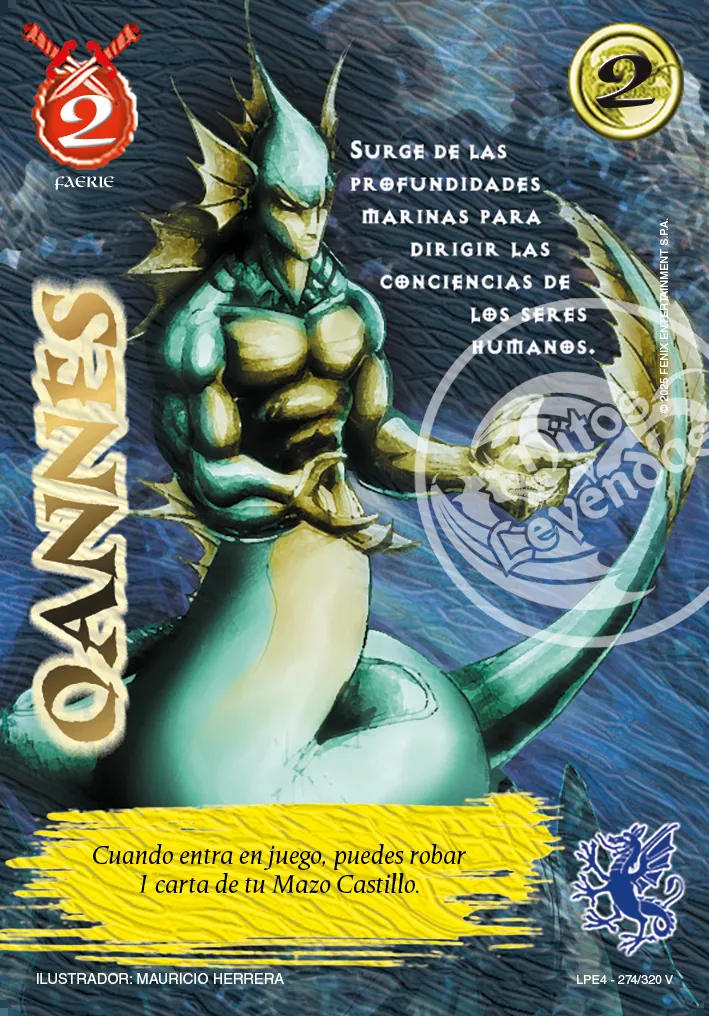 2
FAERIE
2
SURGE DE LAS
PROFUNDIDADES
MARINAS PARA
DIRIGIR LAS
CONCIENCIAS DE
LOS SERES
HUMANOS.
© 2025 FENIX ENTERTAINMENT S.P.A.
QANNES
Mitos
Leyendas
Cuando entra en juego, puedes robar
1 carta de tu Mazo Castillo.
ILUSTRADOR: MAURICIO HERRERA
LPE4 - 274/320 V